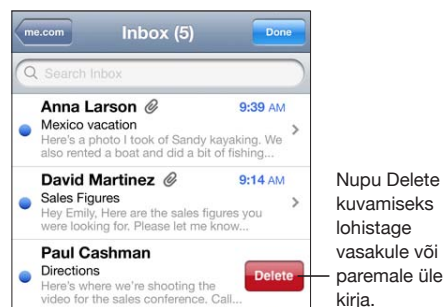 me.com
Inbox (5)
Done
Search Inbox
Anna Larson
9:39 AM
Mexico vacation
Here's a photo I took of Sandy kayaking. We
also rented a boat and did a bit of fishing...
David Martinez
9:14 AM
Sales Figures
Hey Emily, Here are the sales figures you
were looking for. Please let me know...
Paul Cashman
Directions
Here's where we're shooting the
video for the sales conference. Call...
Delete
Nupu Delete
kuvamiseks
lohistage
vasakule või
paremale üle
kirja.